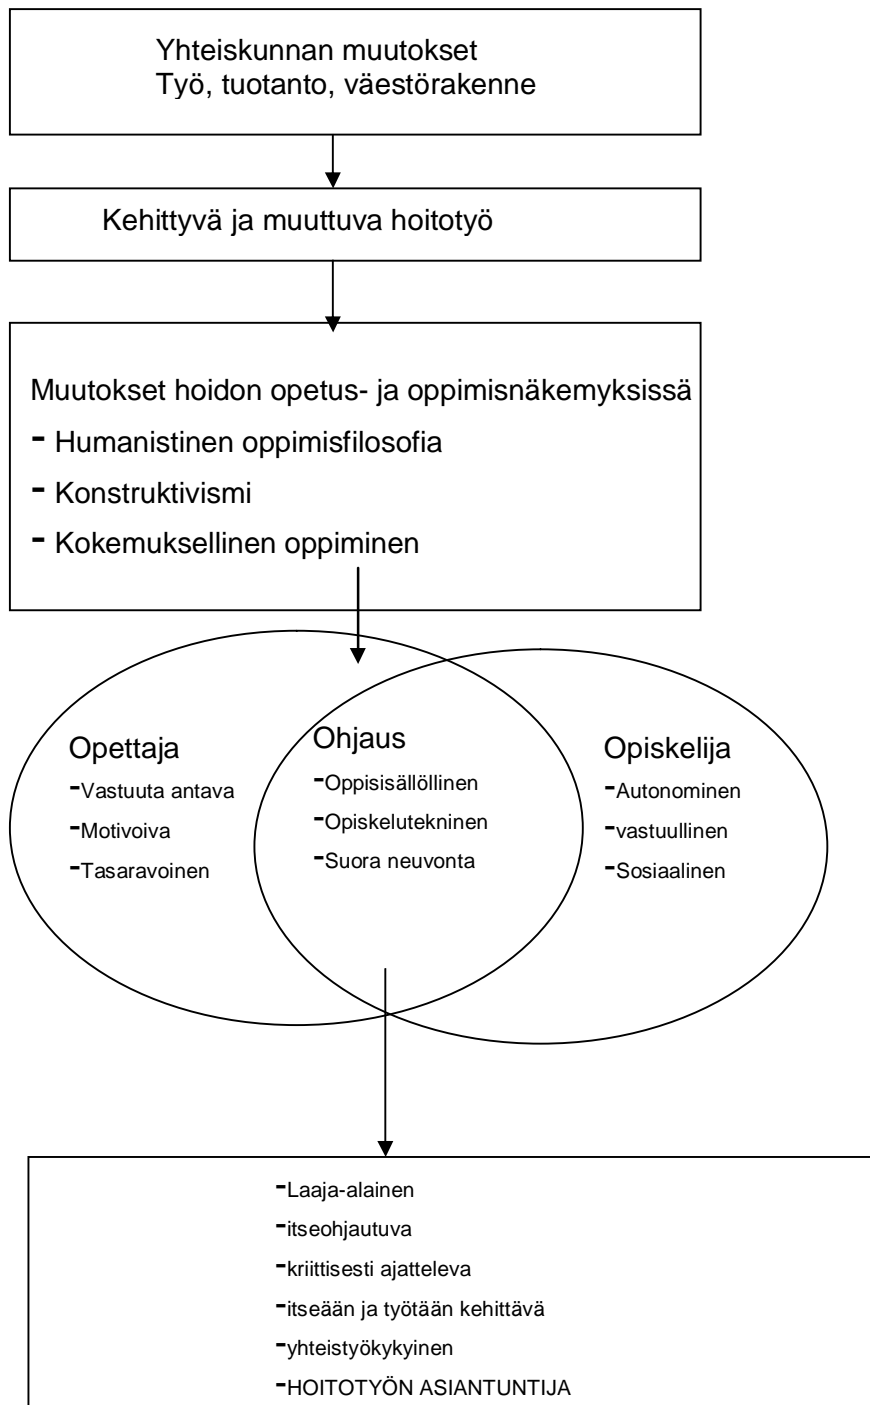 Yhteiskunnan muutokset
Työ, tuotanto, väestörakenne
Kehittyvä ja muuttuva hoitotyö
Muutokset hoidon opetus- ja oppimisnäkemyksissä
- Humanistinen oppimisfilosofia
- Konstruktivismi
- Kokemuksellinen oppiminen
Opettaja
-Vastuuta antava
-Motivoiva
-Tasaravoinen
Ohjaus
-Oppisisällöllinen
-Opiskelutekninen
-Suora neuvonta
Opiskelija
-Autonominen
-vastuullinen
-Sosiaalinen
-Laaja-alainen
-itseohjautuva
-kriittisesti ajatteleva
-itseään ja työtään kehittävä
-yhteistyökykyinen
-HOITOTYÖN ASIANTUNTIJA